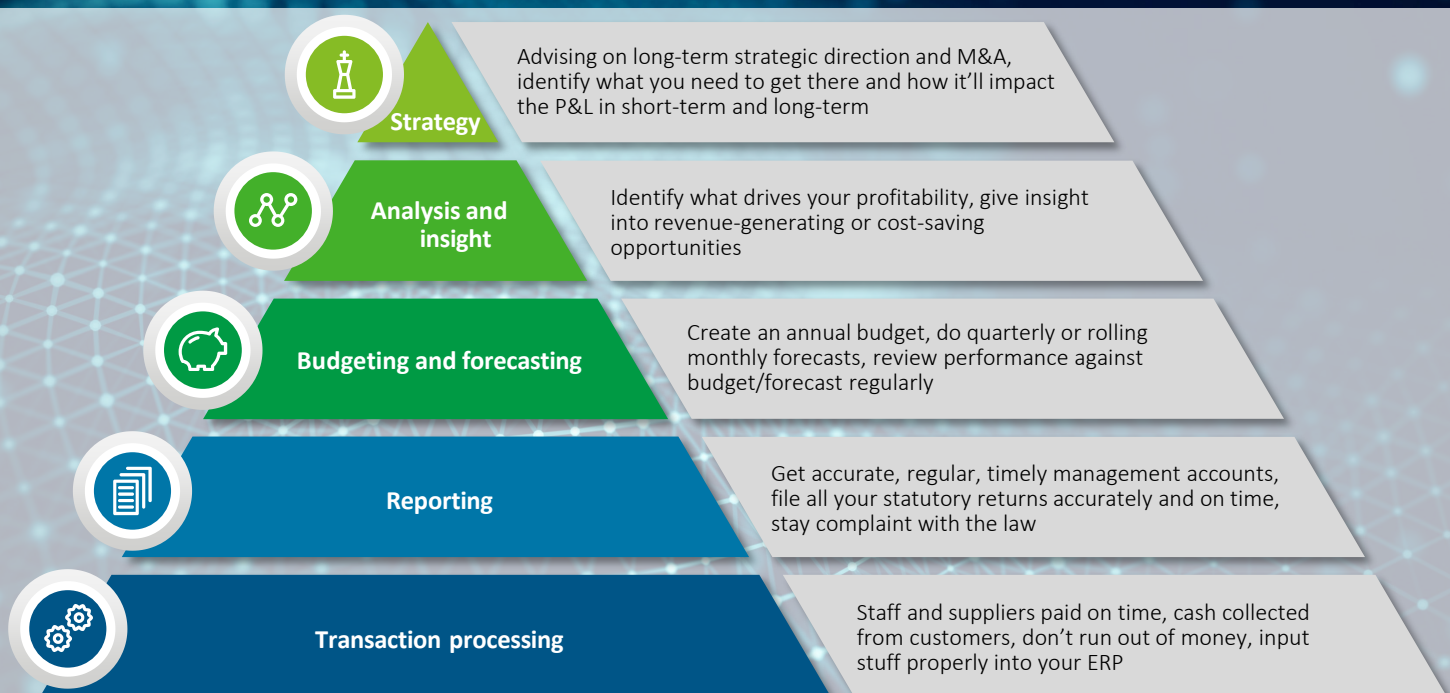 Strategy
Advising on long-term strategic direction and M&A,
identify what you need to get there and how it'll impact
the P&L in short-term and long-term
Analysis and
insight
Identify what drives your profitability, give insight
into revenue-generating or cost-saving
opportunities
Budgeting and forecasting
Create an annual budget, do quarterly or rolling
monthly forecasts, review performance against
budget/forecast regularly
Reporting
Get accurate, regular, timely management accounts,
file all your statutory returns accurately and on time,
stay complaint with the law
Transaction processing
Staff and suppliers paid on time, cash collected
from customers, don't run out of money, input
stuff properly into your ERP